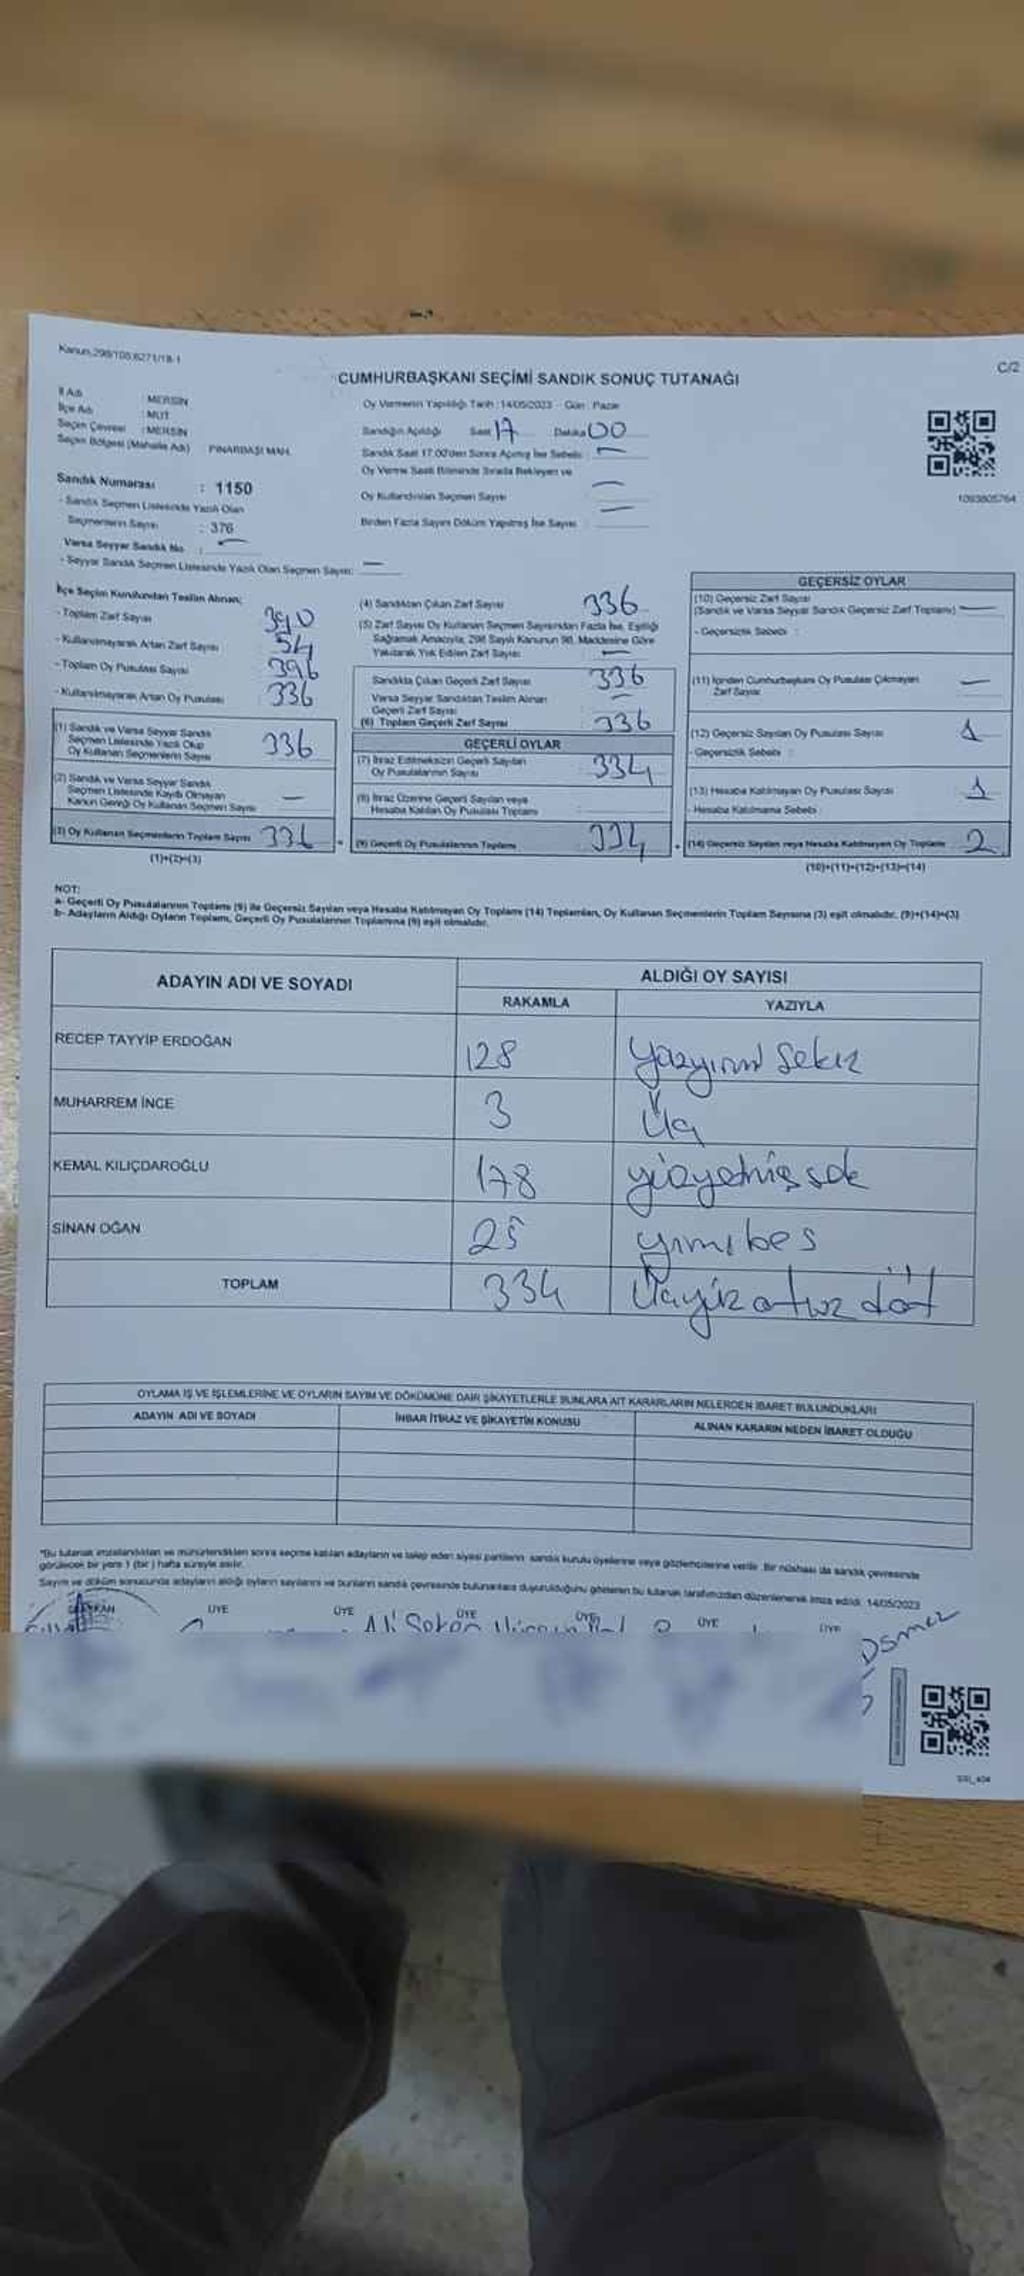 Kanun,298/105,6271/18-1
C/2
CUMHURBAŞKANI SEÇİMİ SANDIK SONUÇ TUTANAĞI
İl Adı : MERSİN
İlçe Adı : MUT
Seçim Çevresi : MERSİN
Seçim Bölgesi (Mahalle Adı) PINARBAŞI MAH.
Sandık Numarası : 1150
- Sandık Seçmen Listesinde Yazılı Olan
Seçmenlerin Sayısı : 376
Varsa Seyyar Sandık No : —
- Seyyar Sandık Seçmen Listesinde Yazılı Olan Seçmen Sayısı: —
Oy Vermenin Yapıldığı Tarih : 14/05/2023 - Gün : Pazar
Sandığın Açıldığı Saat 17 Dakika 00
Sandık Saat 17:00'den Sonra Açılmış İse Sebebi : —
Oy Verme Saati Bitiminde Sırada Bekleyen ve
Oy Kullandırılan Seçmen Sayısı —
Birden Fazla Sayım Döküm Yapılmış İse Sayısı —
1093805764
İlçe Seçim Kurulundan Teslim Alınan;
- Toplam Zarf Sayısı 390
- Kullanılmayarak Artan Zarf Sayısı 54
- Toplam Oy Pusulası Sayısı 396
- Kullanılmayarak Artan Oy Pusulası 336
(1) Sandık ve Varsa Seyyar Sandık
Seçmen Listesinde Yazılı Olup
Oy Kullanan Seçmenlerin Sayısı 336
(2) Sandık ve Varsa Seyyar Sandık
Seçmen Listesinde Kayıtlı Olmayan
Kanun Gereği Oy Kullanan Seçmen Sayısı —
(3) Oy Kullanan Seçmenlerin Toplam Sayısı 336
(1)+(2)=(3)
(4) Sandıktan Çıkan Zarf Sayısı 336
(5) Zarf Sayısı Oy Kullanan Seçmen Sayısından Fazla İse, Eşitliği
Sağlamak Amacıyla, 298 Sayılı Kanunun 98. Maddesine Göre
Yakılarak Yok Edilen Zarf Sayısı —
Sandıkta Çıkan Geçerli Zarf Sayısı 336
Varsa Seyyar Sandıktan Teslim Alınan
Geçerli Zarf Sayısı —
(6) Toplam Geçerli Zarf Sayısı 336
GEÇERLİ OYLAR
(7) İtiraz Edilmeksizin Geçerli Sayılan
Oy Pusulalarının Sayısı 334
(8) İtiraz Üzerine Geçerli Sayılan veya
Hesaba Katılan Oy Pusulası Toplamı
(9) Geçerli Oy Pusulalarının Toplamı 334
GEÇERSİZ OYLAR
(10) Geçersiz Zarf Sayısı
(Sandık ve Varsa Seyyar Sandık Geçersiz Zarf Toplamı) —
- Geçersizlik Sebebi :
(11) İçinden Cumhurbaşkanı Oy Pusulası Çıkmayan
Zarf Sayısı —
(12) Geçersiz Sayılan Oy Pusulası Sayısı 1
- Geçersizlik Sebebi :
(13) Hesaba Katılmayan Oy Pusulası Sayısı 1
- Hesaba Katılmama Sebebi :
(14) Geçersiz Sayılan veya Hesaba Katılmayan Oy Toplamı 2
(10)+(11)+(12)+(13)=(14)
NOT:
a- Geçerli Oy Pusulalarının Toplamı (9) ile Geçersiz Sayılan veya Hesaba Katılmayan Oy Toplamı (14) Toplamları, Oy Kullanan Seçmenlerin Toplam Sayısına (3) eşit olmalıdır. (9)+(14)=(3)
b- Adayların Aldığı Oyların Toplamı, Geçerli Oy Pusulalarının Toplamına (9) eşit olmalıdır.
ADAYIN ADI VE SOYADI
ALDIĞI OY SAYISI
RAKAMLA YAZIYLA
RECEP TAYYİP ERDOĞAN 128 yüzyirmi sekiz
MUHARREM İNCE 3 Üç
KEMAL KILIÇDAROĞLU 178 yüzyetmişsek
SİNAN OĞAN 25 yirmibeş
TOPLAM 334 Üçyüz otuz dört
OYLAMA İŞ VE İŞLEMLERİNE VE OYLARIN SAYIM VE DÖKÜMÜNE DAİR ŞİKAYETLERLE BUNLARA AİT KARARLARIN NELERDEN İBARET BULUNDUKLARI
ADAYIN ADI VE SOYADI İHBAR İTİRAZ VE ŞİKAYETİN KONUSU ALINAN KARARIN NEDEN İBARET OLDUĞU
*Bu tutanak imzalandıktan ve mühürlendikten sonra seçime katılan adayların ve talep eden siyasi partilerin sandık kurulu üyelerine veya gözlemcilerine verilir. Bir nüshası da sandık çevresinde
görülecek bir yere 1 (bir) hafta süreyle asılır.
Sayım ve döküm sonucunda adayların aldığı oyların sayılarını ve bunların sandık çevresinde bulunanlara duyurulduğunu gösteren bu tutanak tarafımızdan düzenlenerek imza edildi. 14/05/2023
BAŞKAN ÜYE ÜYE ÜYE ÜYE ÜYE ÜYE